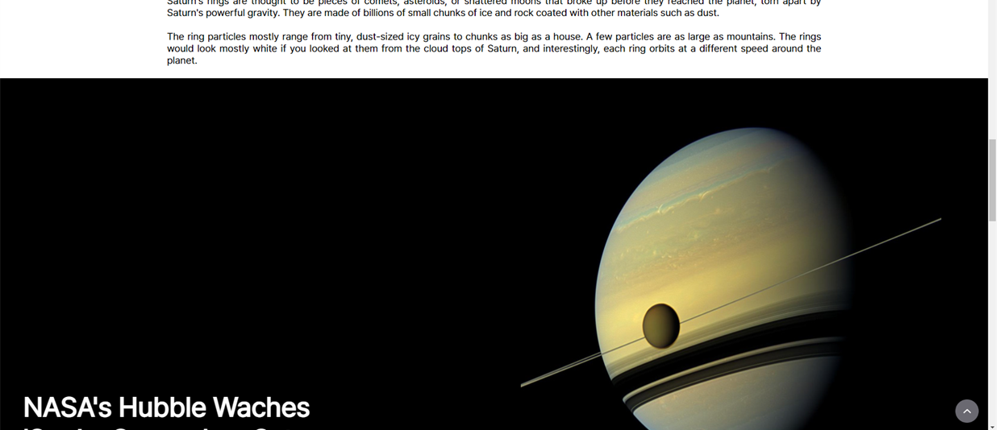 Saturn's rings are thought to be pieces of comets, asteroids, or shattered moons that broke up before they reached the planet, torn apart by
Saturn's powerful gravity. They are made of billions of small chunks of ice and rock coated with other materials such as dust.
The ring particles mostly range from tiny, dust-sized icy grains to chunks as big as a house. A few particles are as large as mountains. The rings
would look mostly white if you looked at them from the cloud tops of Saturn, and interestingly, each ring orbits at a different speed around the
planet.
NASA's Hubble Waches